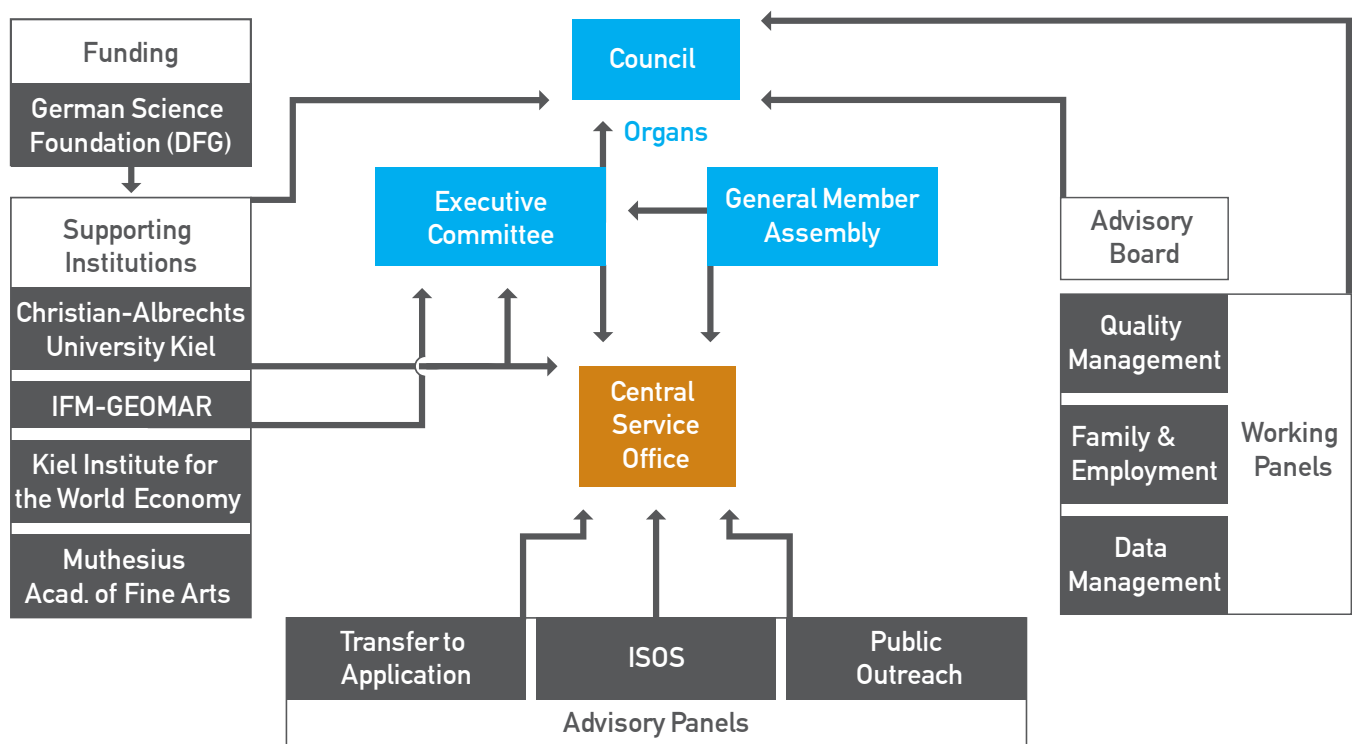 Funding
German Science
Foundation (DFG)
Supporting
Institutions
Christian-Albrechts
University Kiel
IFM-GEOMAR
Kiel Institute for
the World Economy
Muthesius
Acad. of Fine Arts
Council
Organs
Executive
Committee
General Member
Assembly
Central
Service
Office
Transfer to
Application
ISOS
Public
Outreach
Advisory Panels
Advisory
Board
Quality
Management
Family &
Employment
Data
Management
Working
Panels